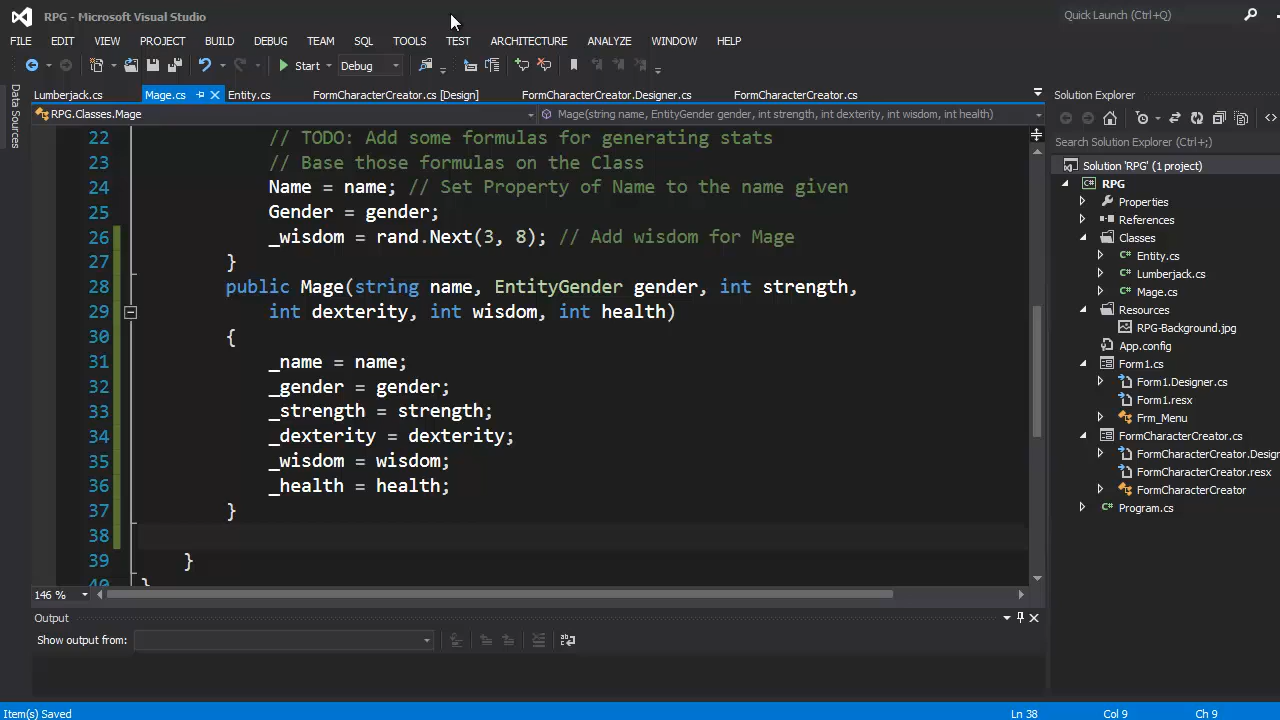 RPG - Microsoft Visual Studio
Quick Launch (Ctrl+Q)
FILE EDIT VIEW PROJECT BUILD DEBUG TEAM SQL TOOLS TEST ARCHITECTURE ANALYZE WINDOW HELP
Start Debug
Data Sources
Lumberjack.cs Mage.cs Entity.cs FormCharacterCreator.cs [Design] FormCharacterCreator.Designer.cs FormCharacterCreator.cs
RPG.Classes.Mage Mage(string name, EntityGender gender, int strength, int dexterity, int wisdom, int health)
22 // TODO: Add some formulas for generating stats
23 // Base those formulas on the Class
24 Name = name; // Set Property of Name to the name given
25 Gender = gender;
26 _wisdom = rand.Next(3, 8); // Add wisdom for Mage
27 }
28 public Mage(string name, EntityGender gender, int strength,
29 int dexterity, int wisdom, int health)
30 {
31 _name = name;
32 _gender = gender;
33 _strength = strength;
34 _dexterity = dexterity;
35 _wisdom = wisdom;
36 _health = health;
37 }
38
39 }
40 }
146 %
Output
Show output from:
Solution Explorer
Search Solution Explorer (Ctrl+;)
Solution 'RPG' (1 project)
RPG
Properties
References
Classes
Entity.cs
Lumberjack.cs
Mage.cs
Resources
RPG-Background.jpg
App.config
Form1.cs
Form1.Designer.cs
Form1.resx
Frm_Menu
FormCharacterCreator.cs
FormCharacterCreator.Desigr
FormCharacterCreator.resx
FormCharacterCreator
Program.cs
Item(s) Saved Ln 38 Col 9 Ch 9